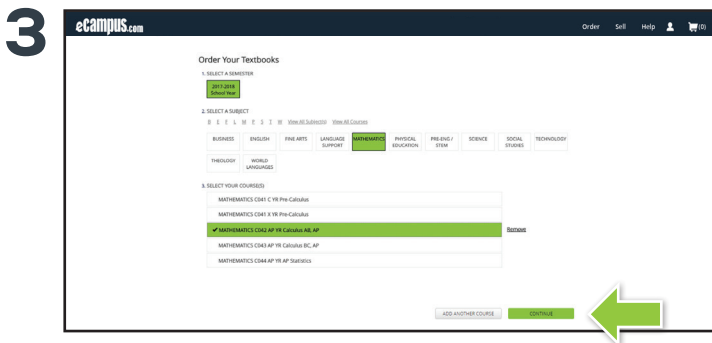 3
eCampus.com
Order Sell Help (0)
Order Your Textbooks
1. SELECT A SEMESTER
2017-2018
School Year
2. SELECT A SUBJECT
B E F L M P S T W View All Subject(s) View All Courses
BUSINESS ENGLISH FINE ARTS LANGUAGE SUPPORT MATHEMATICS PHYSICAL EDUCATION PRE-ENG / STEM SCIENCE SOCIAL STUDIES TECHNOLOGY
THEOLOGY WORLD LANGUAGES
3. SELECT YOUR COURSE(S)
MATHEMATICS C041 C YR Pre-Calculus
MATHEMATICS C041 X YR Pre-Calculus
✔ MATHEMATICS C042 AP YR Calculus AB, AP Remove
MATHEMATICS C043 AP YR Calculus BC, AP
MATHEMATICS C044 AP YR AP Statistics
ADD ANOTHER COURSE CONTINUE